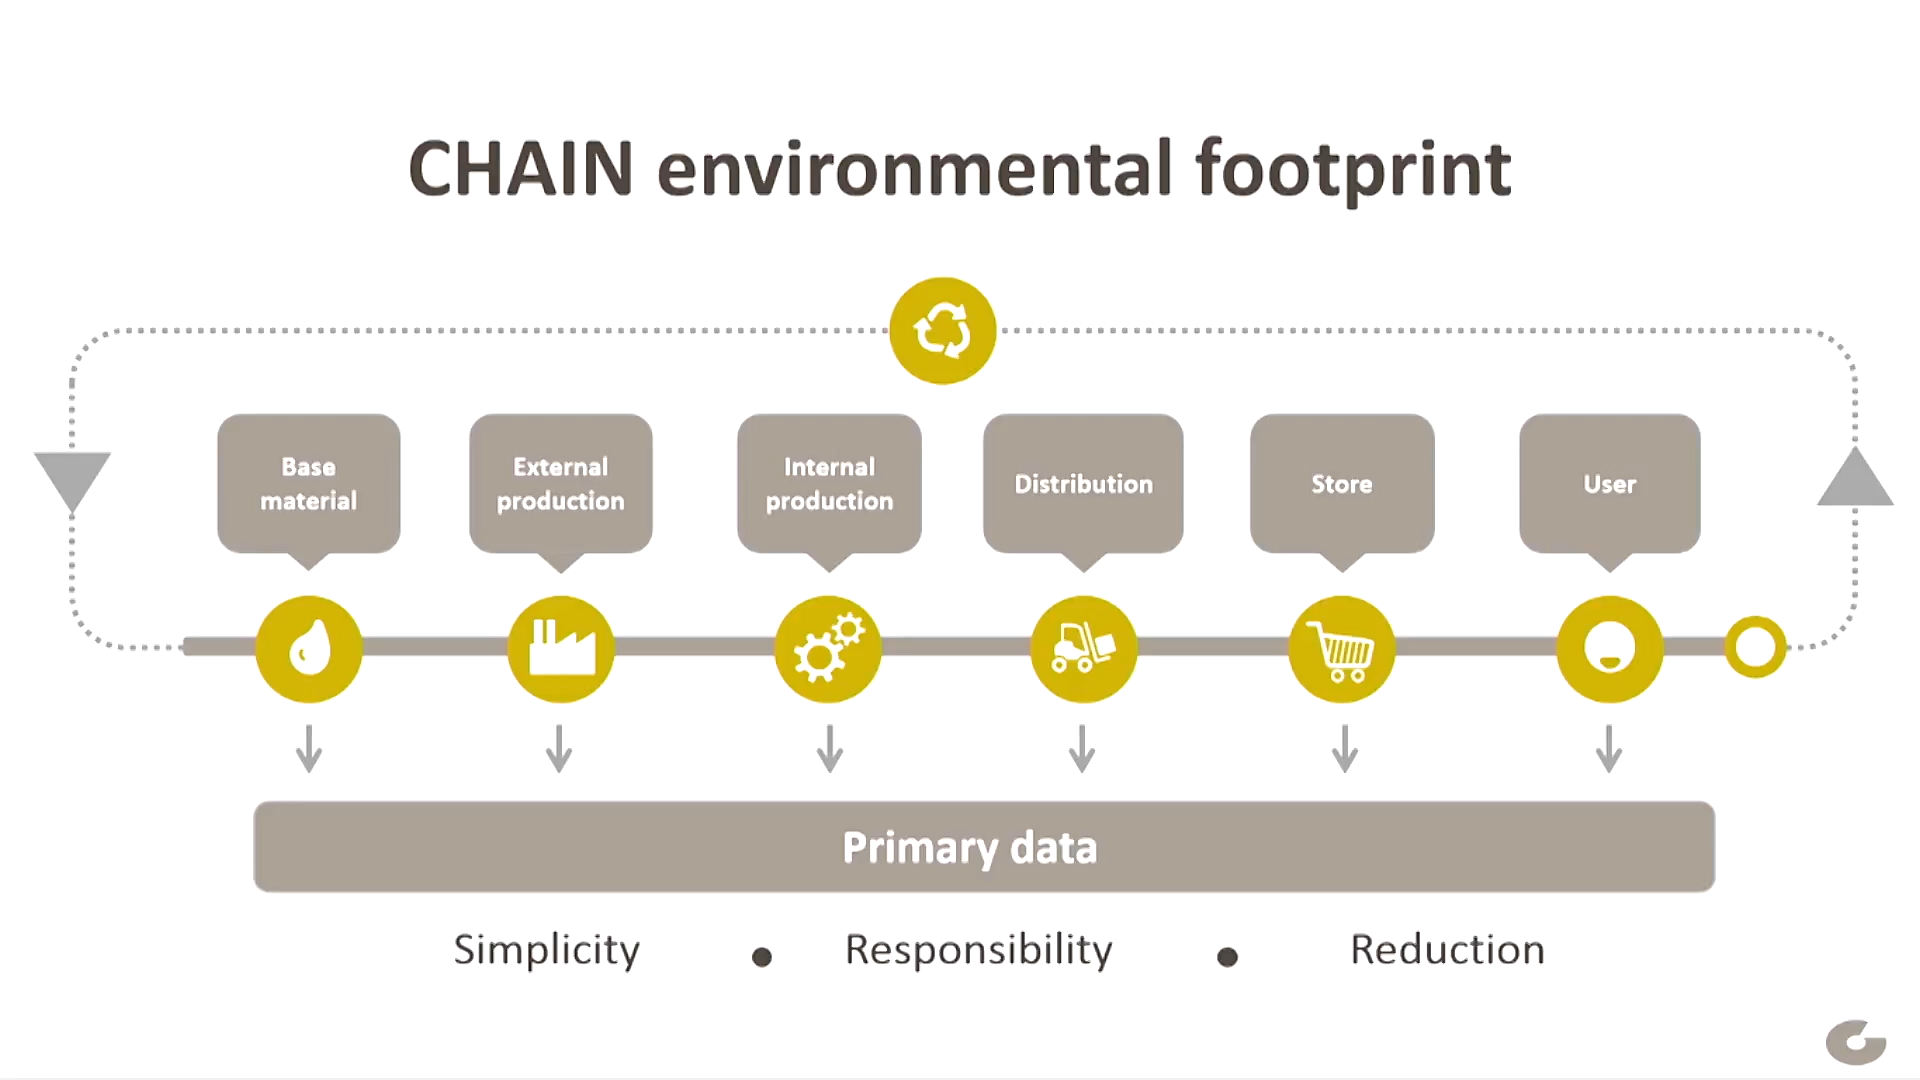 CHAIN environmental footprint
Base
material
External
production
Internal
production
Distribution
Store
User
Primary data
Simplicity • Responsibility • Reduction